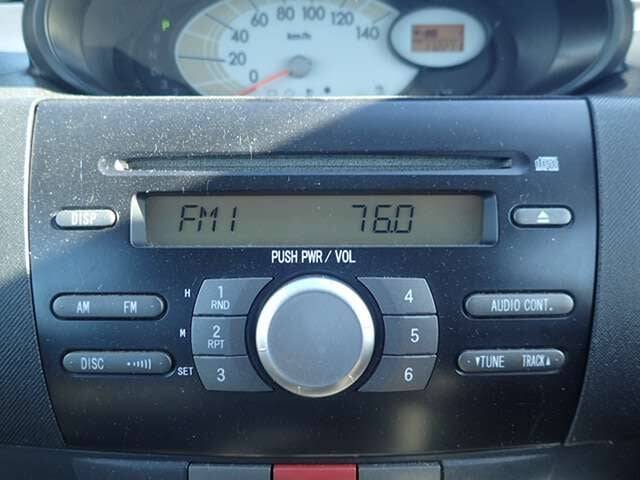 20 40 60 80 100 120 140
0
km/h
P
DISP
FM1 76.0
PUSH PWR / VOL
AM FM
H 1 RND
M 2 RPT
SET 3
4
5
6
AUDIO CONT.
DISC
▼TUNE TRACK▲